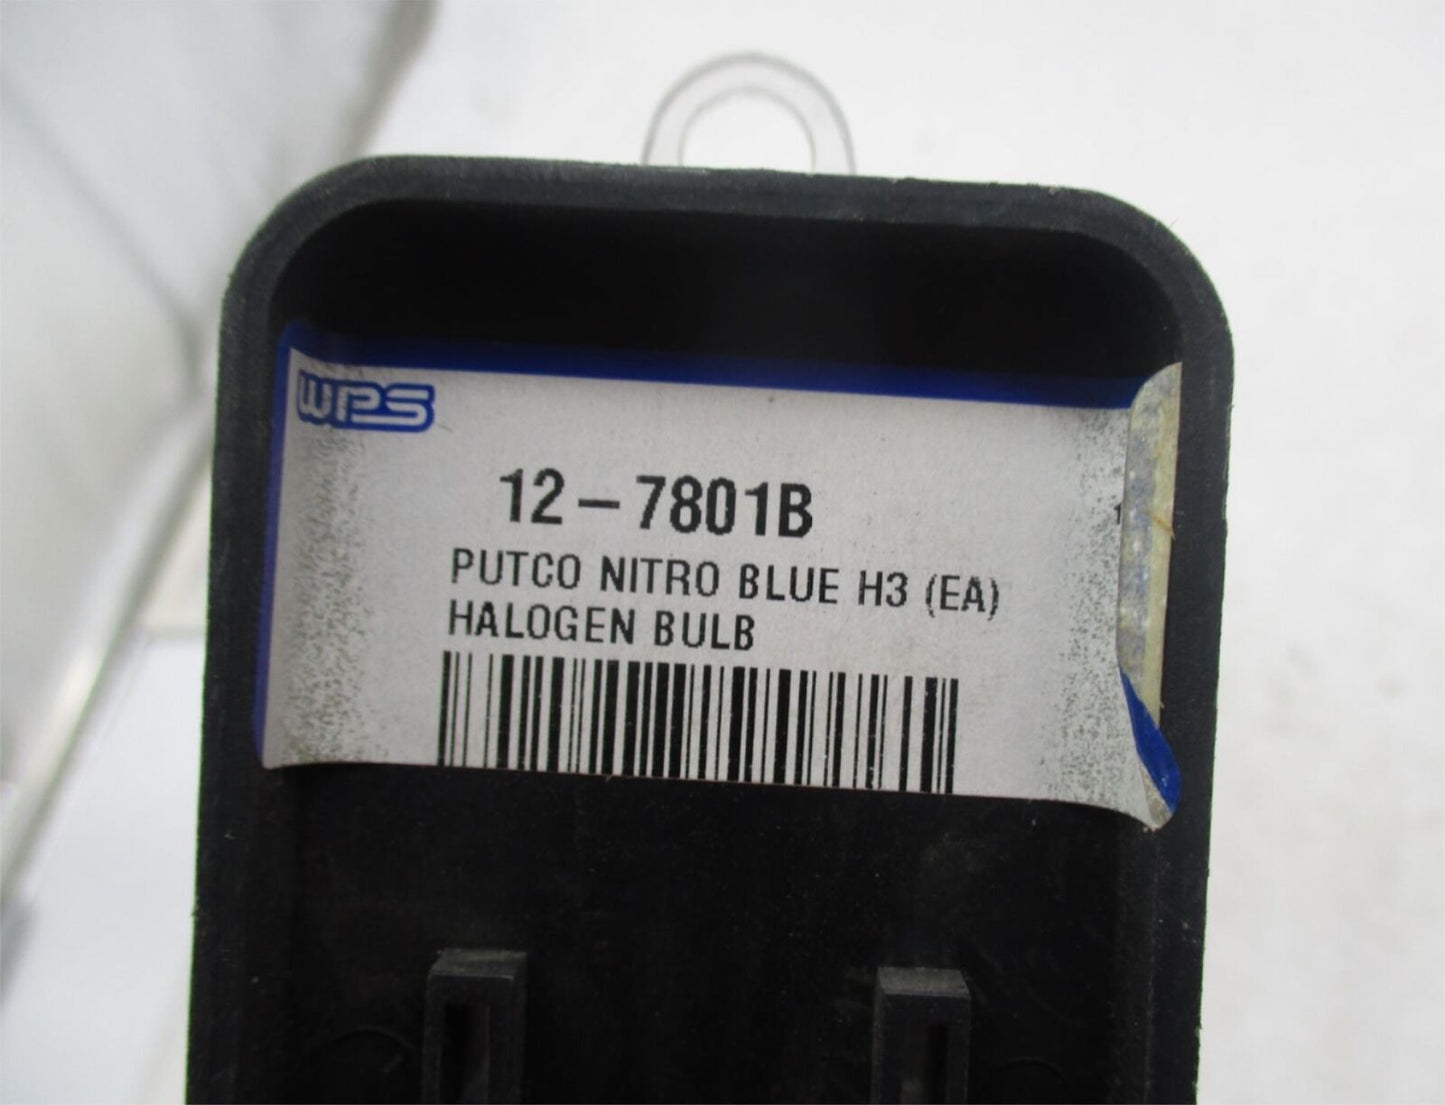 WPS
12-7801B
PUTCO NITRO BLUE H3 (EA)
HALOGEN BULB